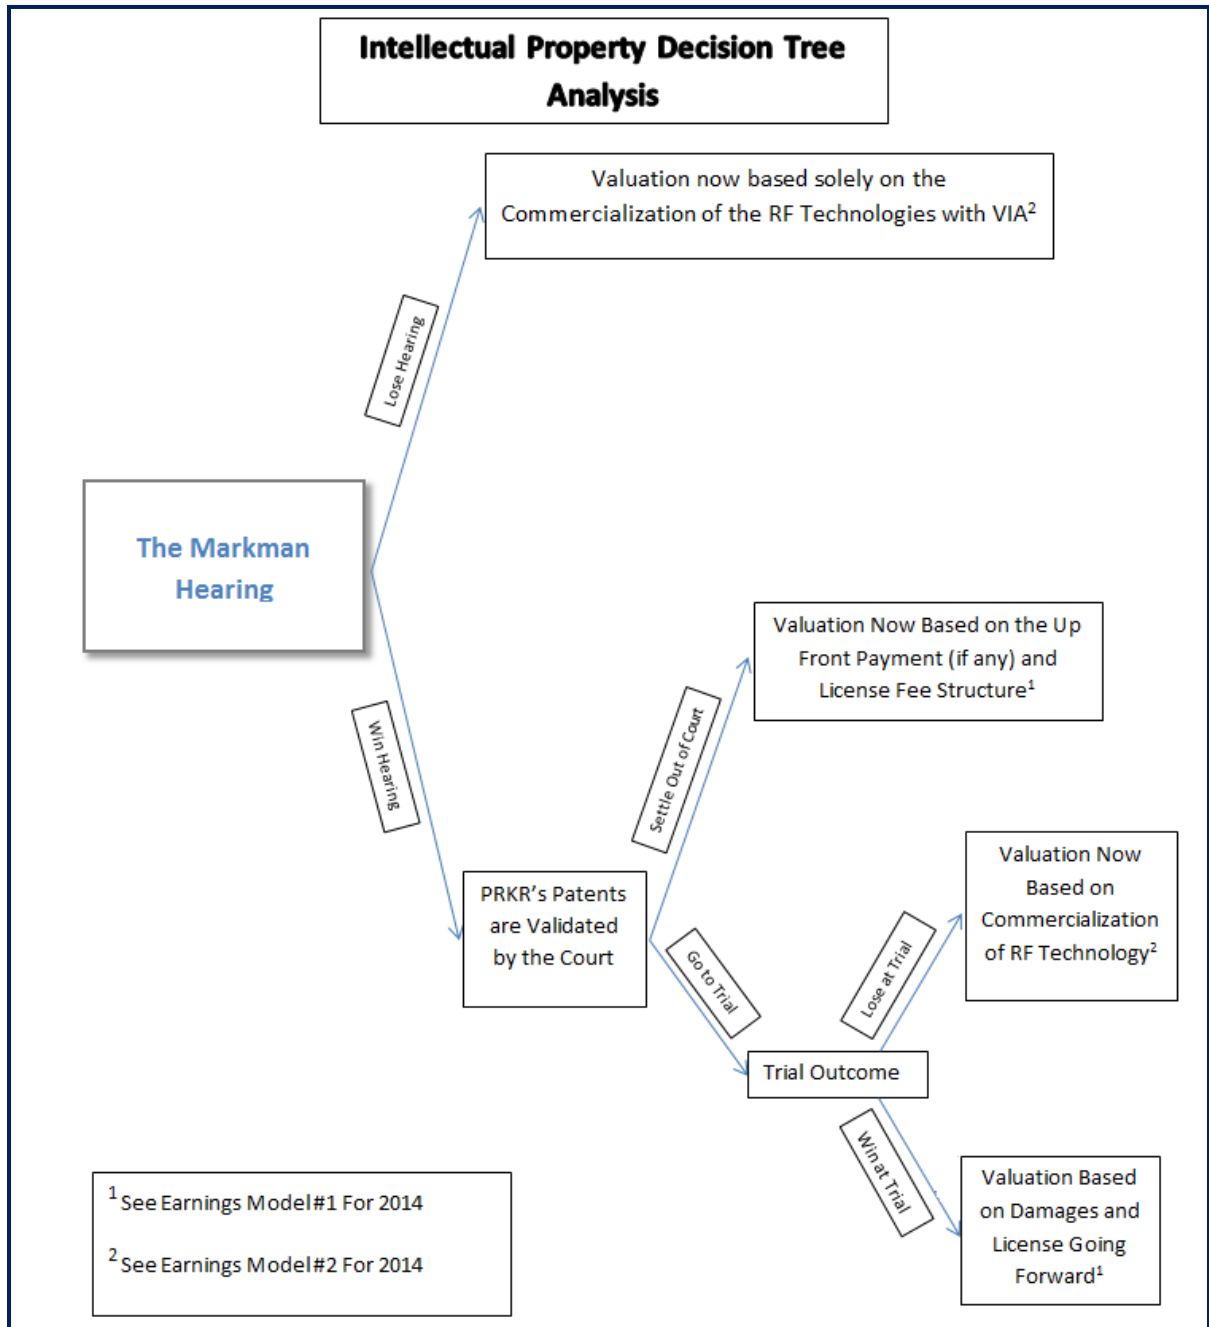 Intellectual Property Decision Tree
Analysis
Valuation now based solely on the
Commercialization of the RF Technologies with VIA²
Lose Hearing
The Markman
Hearing
Win Hearing
Valuation Now Based on the Up
Front Payment (if any) and
License Fee Structure¹
Settle Out of Court
PRKR’s Patents
are Validated
by the Court
Go to Trial
Valuation Now
Based on
Commercialization
of RF Technology²
Lose at Trial
Trial Outcome
Win at Trial
Valuation Based
on Damages and
License Going
Forward¹
¹ See Earnings Model #1 For 2014
² See Earnings Model #2 For 2014